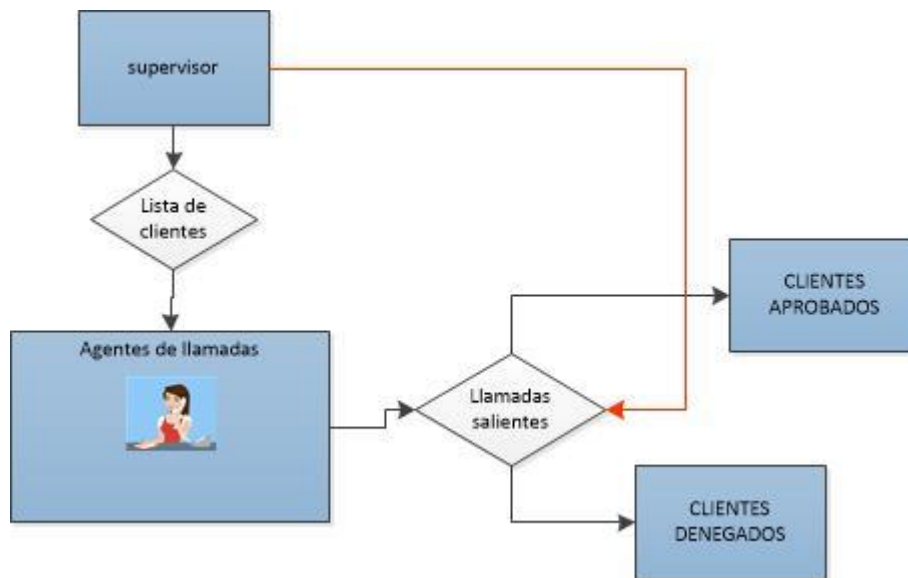 supervisor
Lista de
clientes
Agentes de llamadas
Llamadas
salientes
CLIENTES
APROBADOS
CLIENTES
DENEGADOS